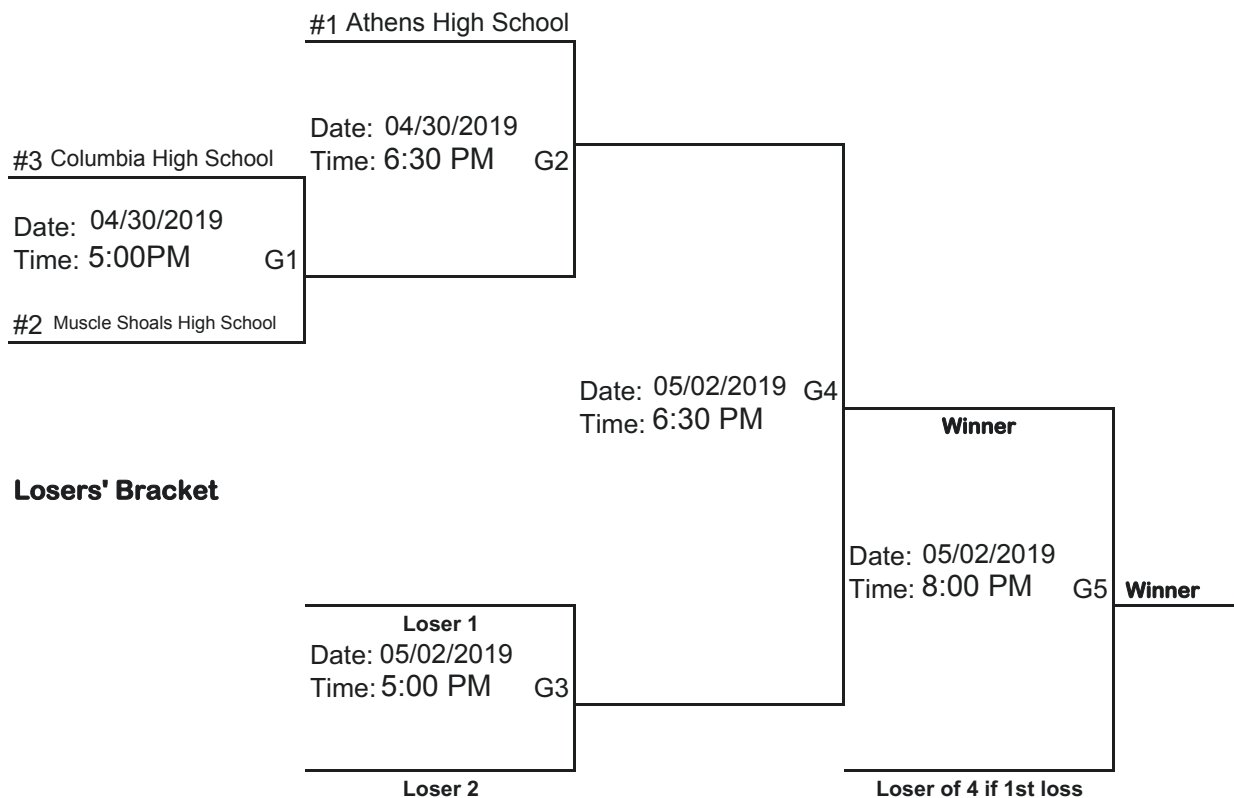 #1 Athens High School
Date: 04/30/2019
Time: 6:30 PM G2
#3 Columbia High School
Date: 04/30/2019
Time: 5:00PM G1
#2 Muscle Shoals High School
Date: 05/02/2019 G4
Time: 6:30 PM
Winner
Losers' Bracket
Date: 05/02/2019
Time: 8:00 PM G5 Winner
Loser 1
Date: 05/02/2019
Time: 5:00 PM G3
Loser 2
Loser of 4 if 1st loss